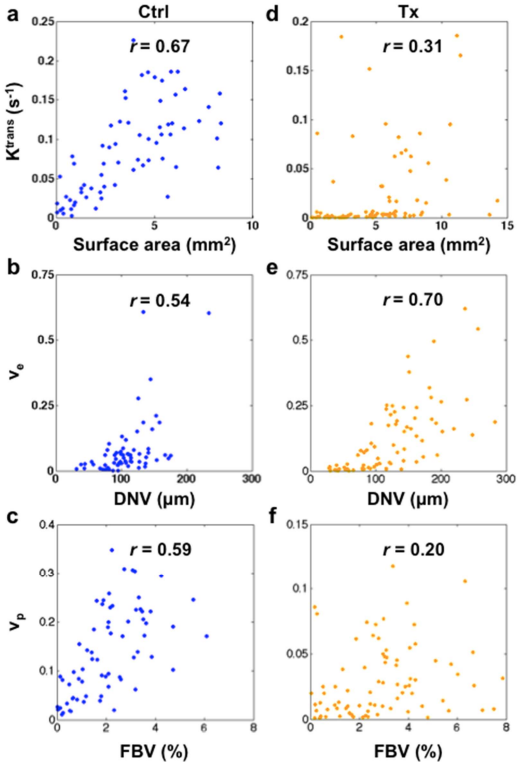 Ctrl
Tx
a
r = 0.67
K^trans (s^-1)
0.25
0.2
0.15
0.1
0.05
0
0 5 10
Surface area (mm²)
d
r = 0.31
0.2
0.15
0.1
0.05
0
0 5 10 15
Surface area (mm²)
b
r = 0.54
v_e
0.75
0.5
0.25
0
0 100 200 300
DNV (µm)
e
r = 0.70
0.75
0.5
0.25
0
0 100 200 300
DNV (µm)
c
r = 0.59
v_p
0.4
0.3
0.2
0.1
0
0 2 4 6 8
FBV (%)
f
r = 0.20
0.15
0.1
0.05
0
0 2 4 6 8
FBV (%)